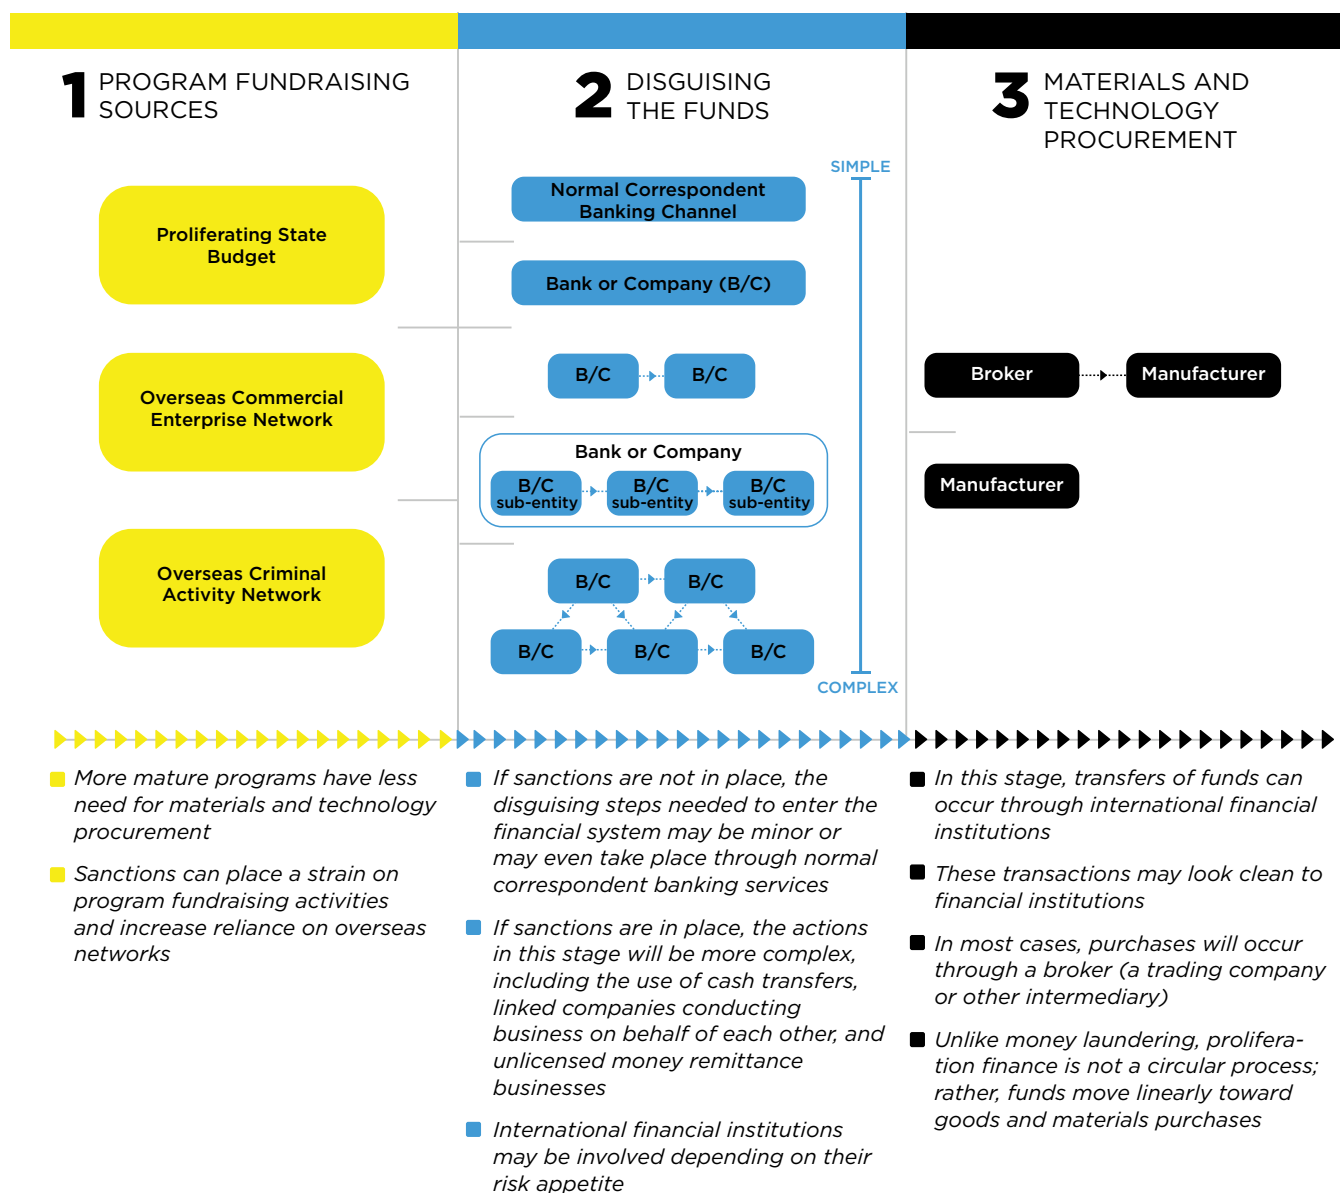 1 PROGRAM FUNDRAISING
SOURCES
Proliferating State
Budget
Overseas Commercial
Enterprise Network
Overseas Criminal
Activity Network
More mature programs have less
need for materials and technology
procurement
Sanctions can place a strain on
program fundraising activities
and increase reliance on overseas
networks
2 DISGUISING
THE FUNDS
SIMPLE
Normal Correspondent
Banking Channel
Bank or Company (B/C)
B/C B/C
Bank or Company
B/C B/C B/C
sub-entity sub-entity sub-entity
B/C B/C
B/C B/C B/C
COMPLEX
If sanctions are not in place, the
disguising steps needed to enter the
financial system may be minor or
may even take place through normal
correspondent banking services
If sanctions are in place, the actions
in this stage will be more complex,
including the use of cash transfers,
linked companies conducting
business on behalf of each other, and
unlicensed money remittance
businesses
International financial institutions
may be involved depending on their
risk appetite
3 MATERIALS AND
TECHNOLOGY
PROCUREMENT
Broker Manufacturer
Manufacturer
In this stage, transfers of funds can
occur through international financial
institutions
These transactions may look clean to
financial institutions
In most cases, purchases will occur
through a broker (a trading company
or other intermediary)
Unlike money laundering, prolifera-
tion finance is not a circular process;
rather, funds move linearly toward
goods and materials purchases